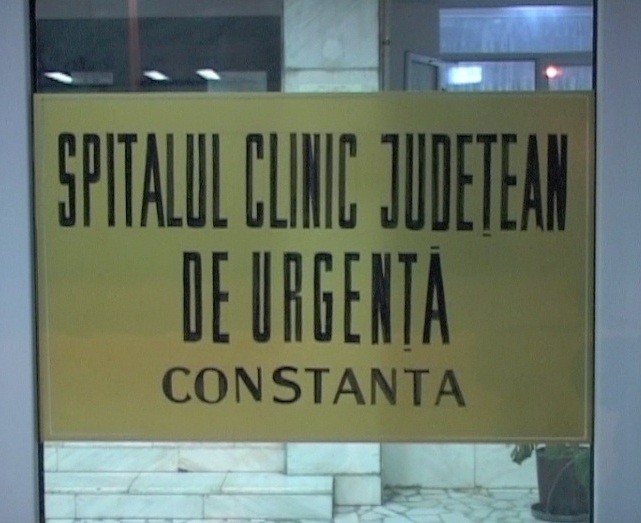 SPITALUL CLINIC JUDEȚEAN
DE URGENȚĂ
CONSTANTA